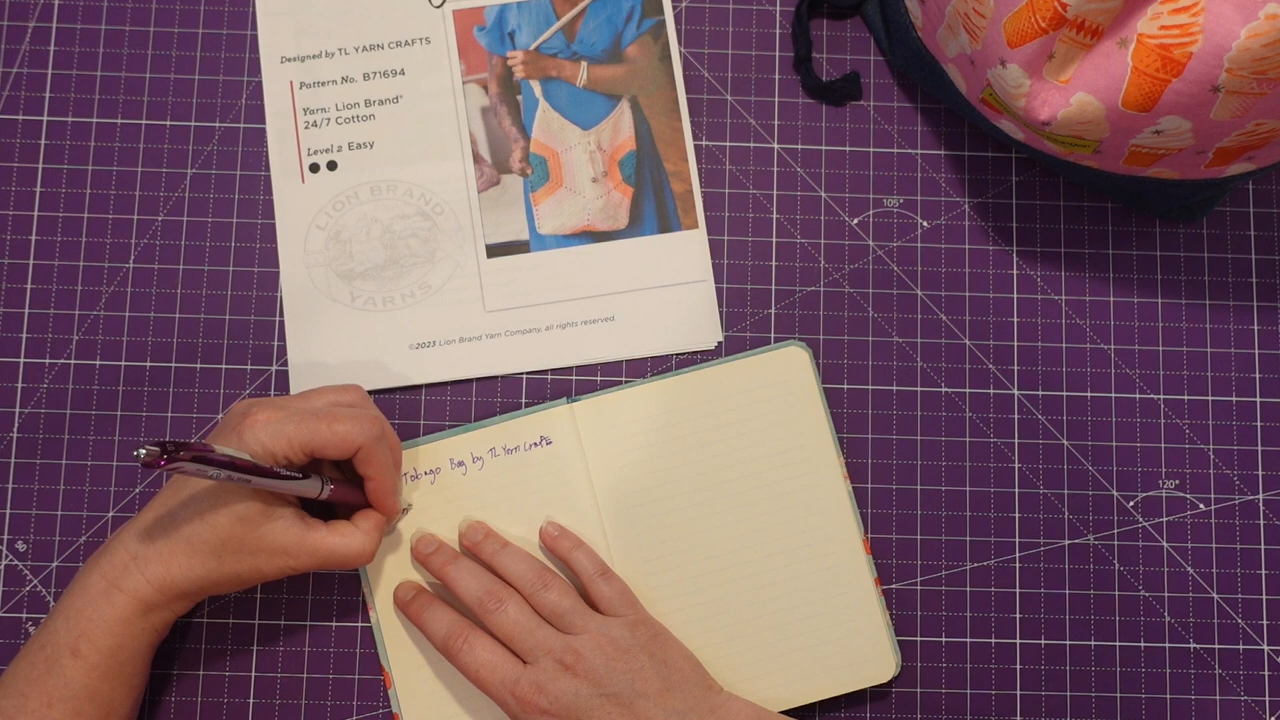 Designed by TL YARN CRAFTS
Pattern No. B71694
Yarn: Lion Brand®
24/7 Cotton
Level 2 Easy
LION BRAND
YARNS
©2023 Lion Brand Yarn Company, all rights reserved.
Tobago Bag by TL Yarn Crafts
105°
120°
50